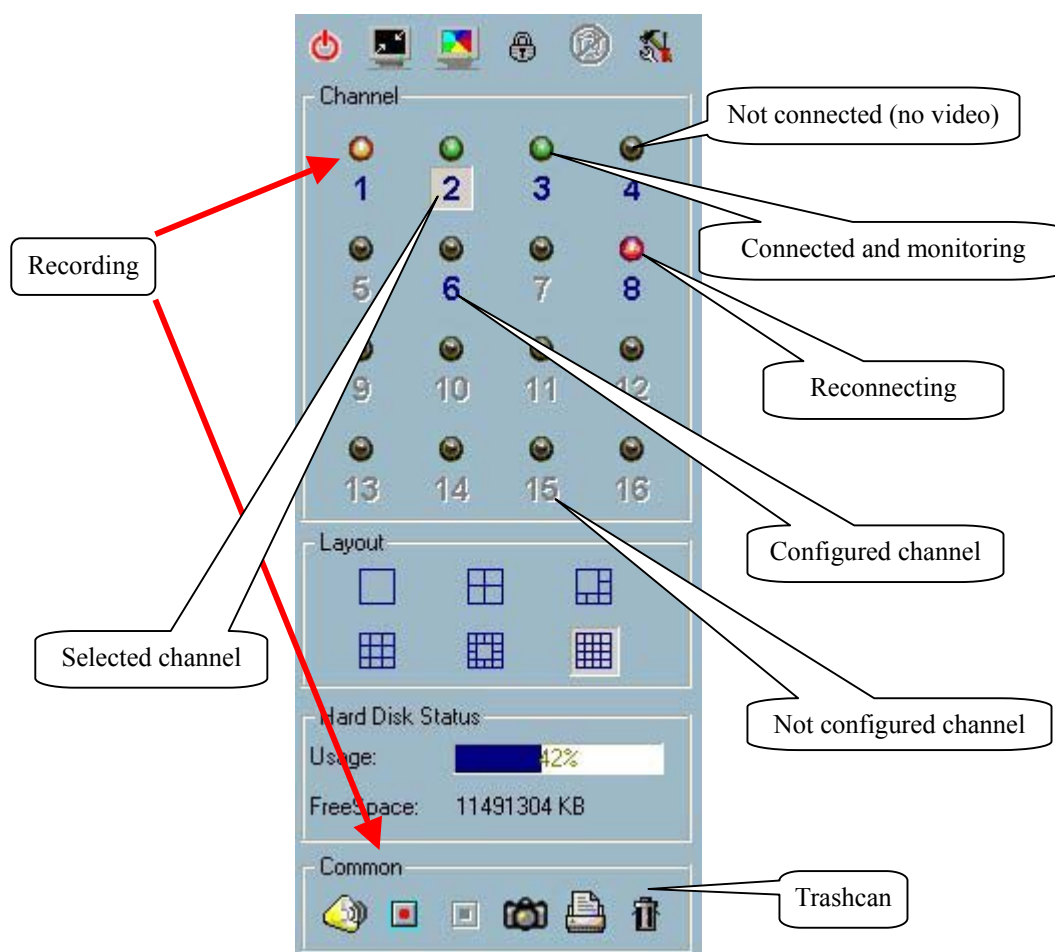 Channel
Not connected (no video)
1 2 3 4
Recording
Connected and monitoring
5 6 7 8
Reconnecting
9 10 11 12
13 14 15 16
Configured channel
Layout
Selected channel
Not configured channel
Hard Disk Status
Usage: 42%
FreeSpace: 11491304 KB
Common
Trashcan